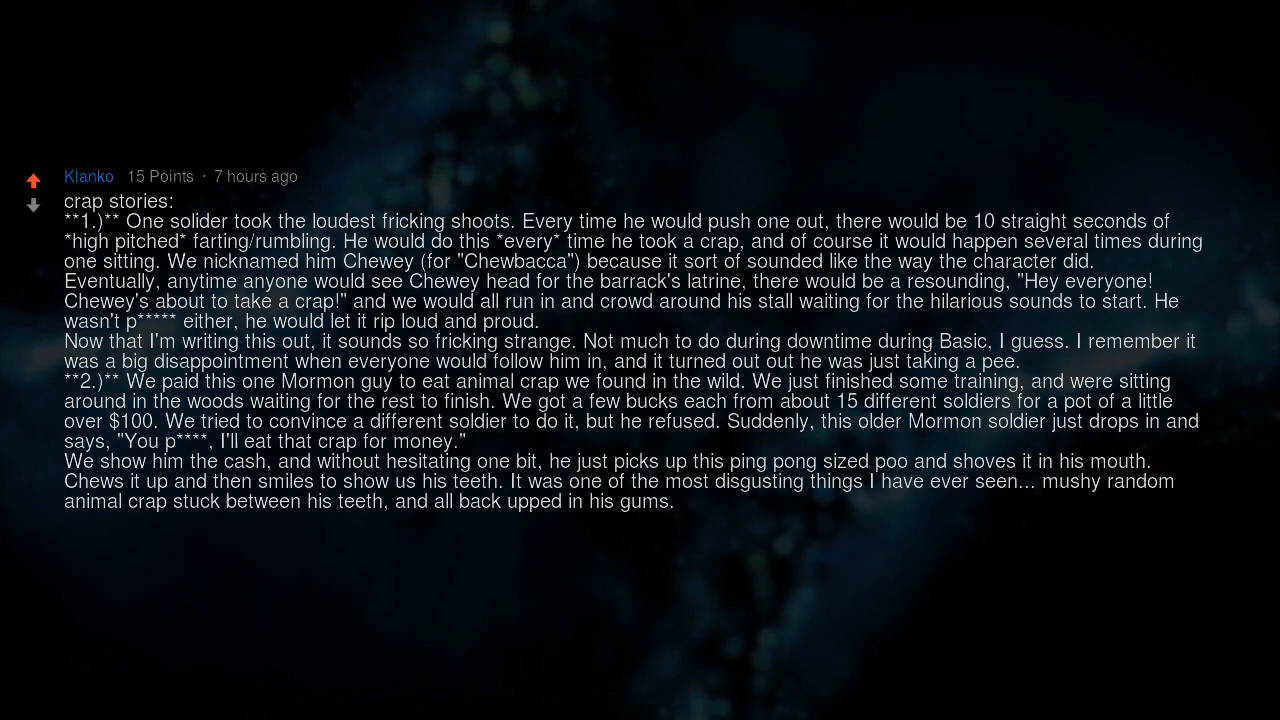 Klanko 15 Points · 7 hours ago
crap stories:
**1.)** One solider took the loudest fricking shoots. Every time he would push one out, there would be 10 straight seconds of
*high pitched* farting/rumbling. He would do this *every* time he took a crap, and of course it would happen several times during
one sitting. We nicknamed him Chewey (for "Chewbacca") because it sort of sounded like the way the character did.
Eventually, anytime anyone would see Chewey head for the barrack's latrine, there would be a resounding, "Hey everyone!
Chewey's about to take a crap!" and we would all run in and crowd around his stall waiting for the hilarious sounds to start. He
wasn't p***** either, he would let it rip loud and proud.
Now that I'm writing this out, it sounds so fricking strange. Not much to do during downtime during Basic, I guess. I remember it
was a big disappointment when everyone would follow him in, and it turned out out he was just taking a pee.
**2.)** We paid this one Mormon guy to eat animal crap we found in the wild. We just finished some training, and were sitting
around in the woods waiting for the rest to finish. We got a few bucks each from about 15 different soldiers for a pot of a little
over $100. We tried to convince a different soldier to do it, but he refused. Suddenly, this older Mormon soldier just drops in and
says, "You p****, I'll eat that crap for money."
We show him the cash, and without hesitating one bit, he just picks up this ping pong sized poo and shoves it in his mouth.
Chews it up and then smiles to show us his teeth. It was one of the most disgusting things I have ever seen... mushy random
animal crap stuck between his teeth, and all back upped in his gums.